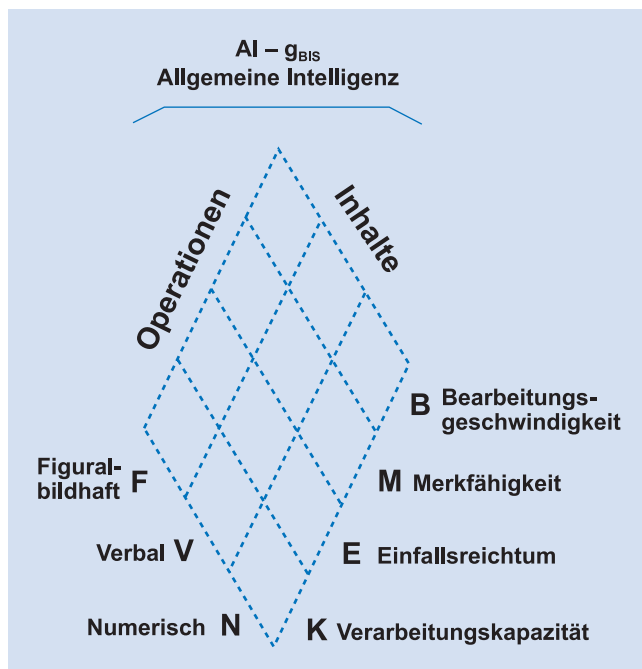 AI – gBIS
Allgemeine Intelligenz
Operationen
Inhalte
B Bearbeitungs-
geschwindigkeit
Figural-
bildhaft F
M Merkfähigkeit
Verbal V
E Einfallsreichtum
Numerisch N
K Verarbeitungskapazität